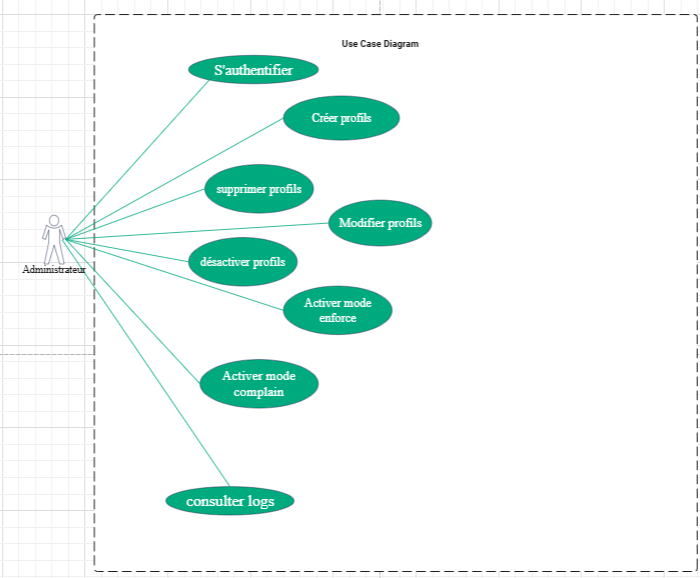 Use Case Diagram
S'authentifier
Créer profils
supprimer profils
Modifier profils
désactiver profils
Administrateur
Activer mode
enforce
Activer mode
complain
consulter logs